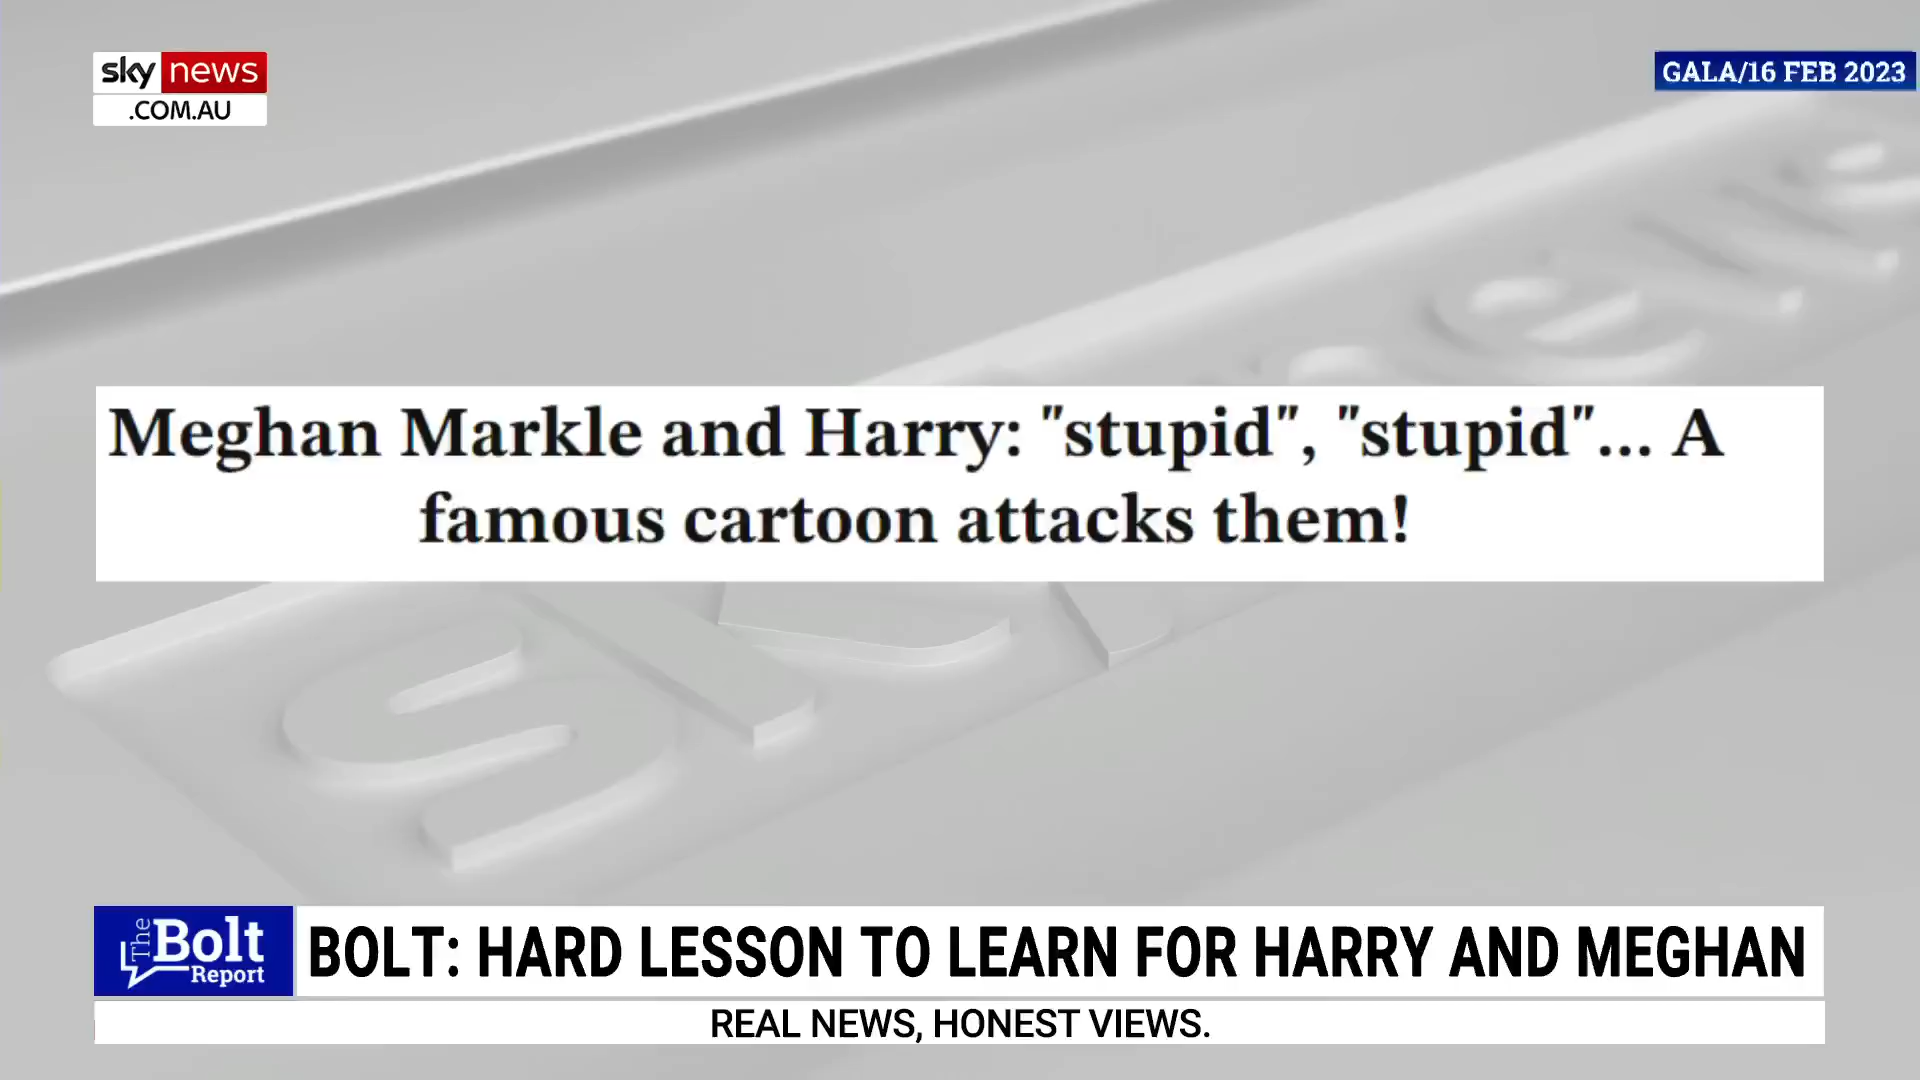 sky news
.COM.AU
GALA/16 FEB 2023
Meghan Markle and Harry: "stupid", "stupid"... A
famous cartoon attacks them!
The Bolt Report
BOLT: HARD LESSON TO LEARN FOR HARRY AND MEGHAN
REAL NEWS, HONEST VIEWS.